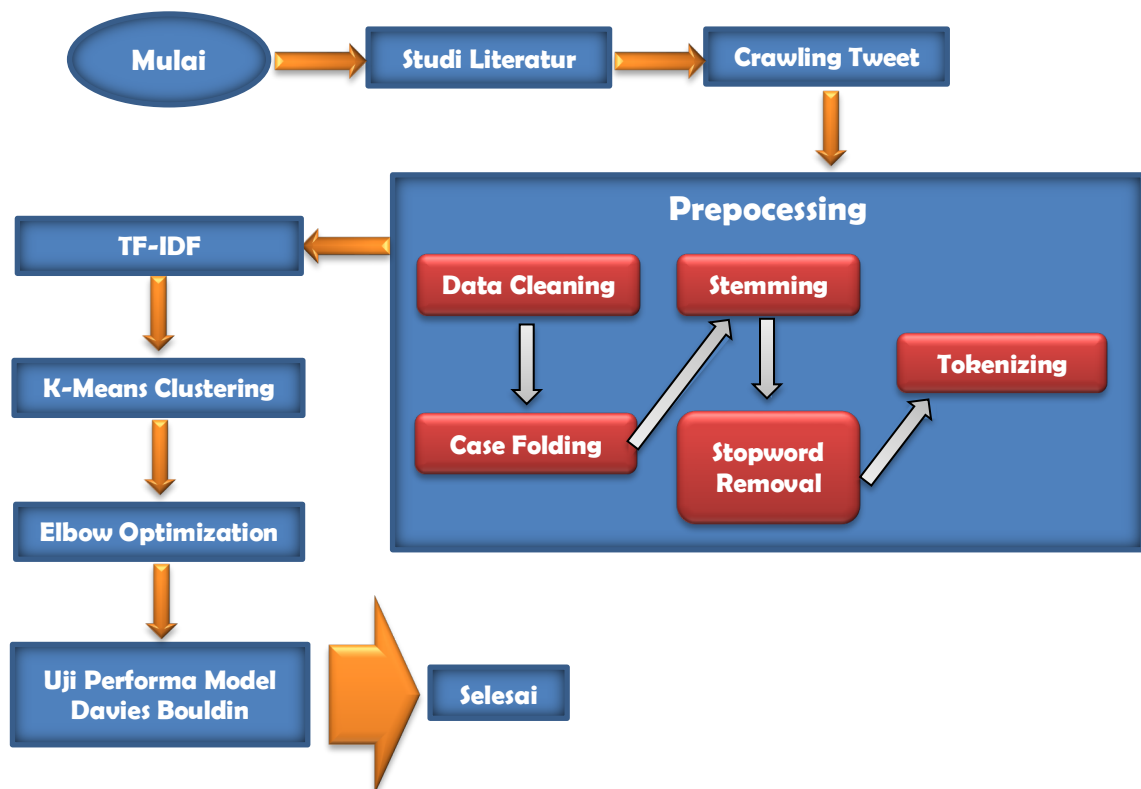 Mulai
Studi Literatur
Crawling Tweet
Prepocessing
Data Cleaning
Case Folding
Stemming
Stopword
Removal
Tokenizing
TF-IDF
K-Means Clustering
Elbow Optimization
Uji Performa Model
Davies Bouldin
Selesai